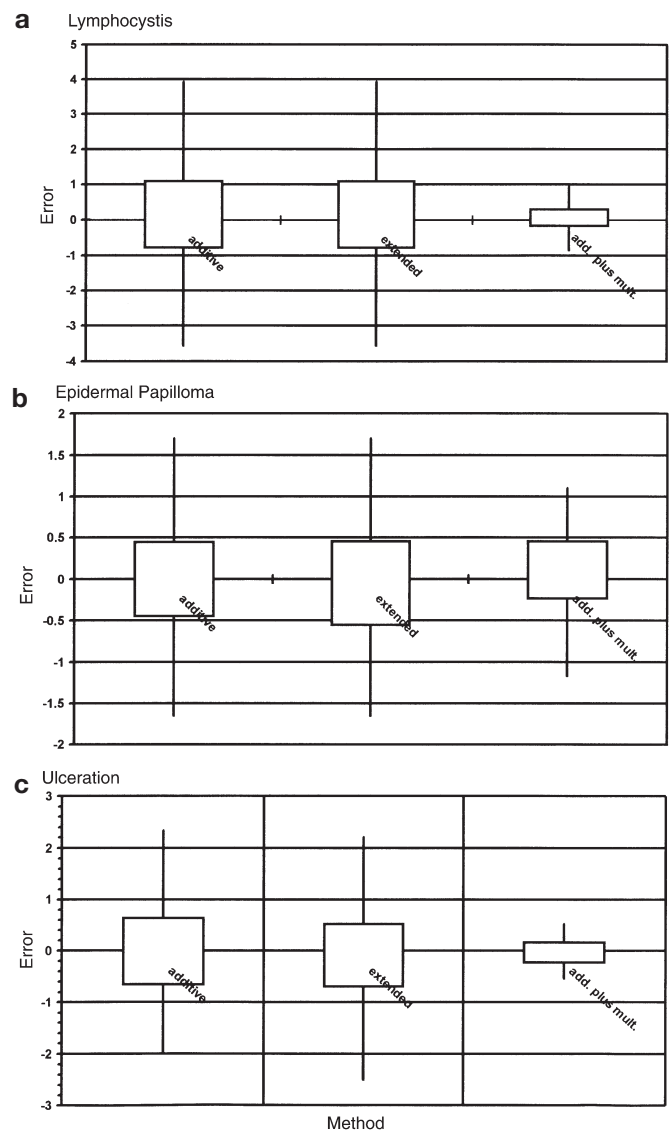 a Lymphocystis
5
4
3
2
1
0
-1
-2
-3
-4
Error
additive
extended
add. plus mult.
b Epidermal Papilloma
2
1.5
1
0.5
0
-0.5
-1
-1.5
-2
Error
additive
extended
add. plus mult.
c Ulceration
3
2
1
0
-1
-2
-3
Error
additive
extended
add. plus mult.
Method